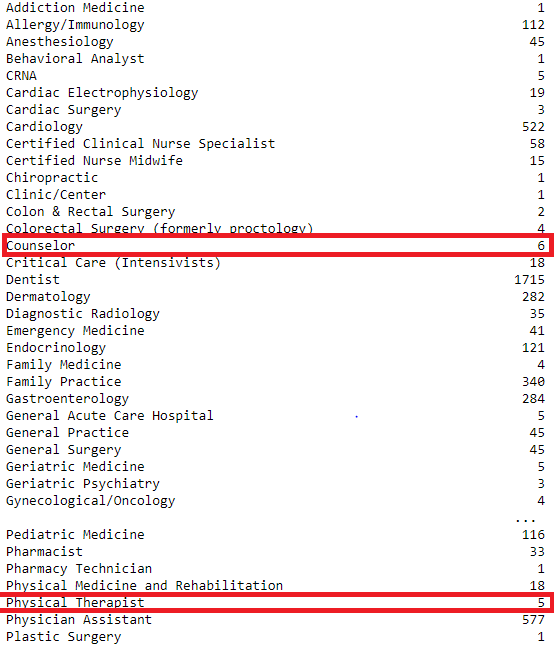 Addiction Medicine 1
Allergy/Immunology 112
Anesthesiology 45
Behavioral Analyst 1
CRNA 5
Cardiac Electrophysiology 19
Cardiac Surgery 3
Cardiology 522
Certified Clinical Nurse Specialist 58
Certified Nurse Midwife 15
Chiropractic 1
Clinic/Center 1
Colon & Rectal Surgery 2
Colorectal Surgery (formerly proctology) 4
Counselor 6
Critical Care (Intensivists) 18
Dentist 1715
Dermatology 282
Diagnostic Radiology 35
Emergency Medicine 41
Endocrinology 121
Family Medicine 4
Family Practice 340
Gastroenterology 284
General Acute Care Hospital 5
General Practice 45
General Surgery 45
Geriatric Medicine 5
Geriatric Psychiatry 3
Gynecological/Oncology 4
...
Pediatric Medicine 116
Pharmacist 33
Pharmacy Technician 1
Physical Medicine and Rehabilitation 18
Physical Therapist 5
Physician Assistant 577
Plastic Surgery 1